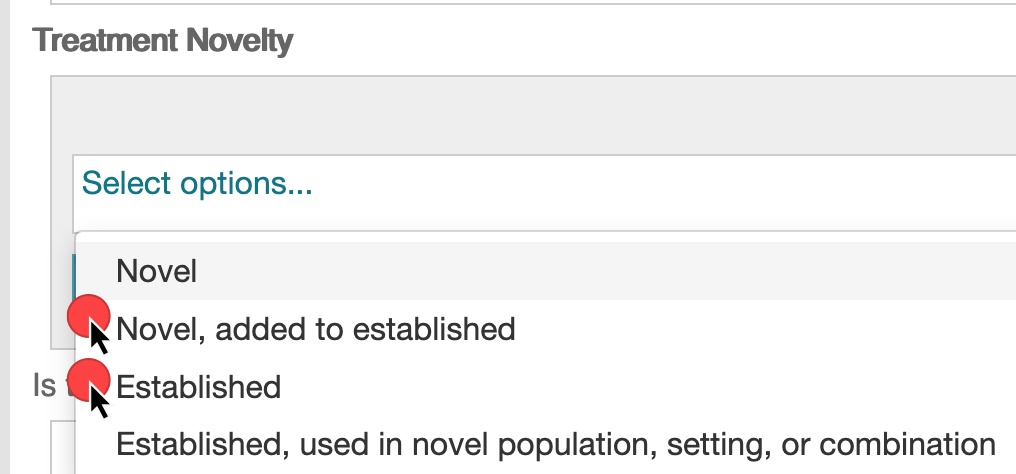 Treatment Novelty
Select options...
Novel
Novel, added to established
Established
Is
Established, used in novel population, setting, or combination